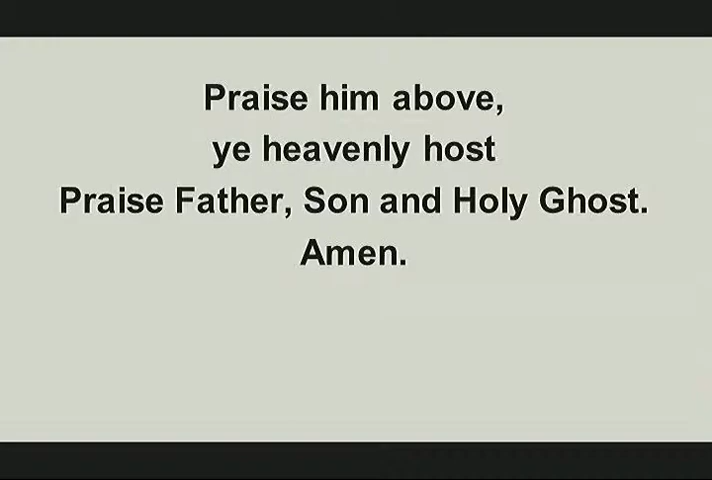 Praise him above,
ye heavenly host
Praise Father, Son and Holy Ghost.
Amen.